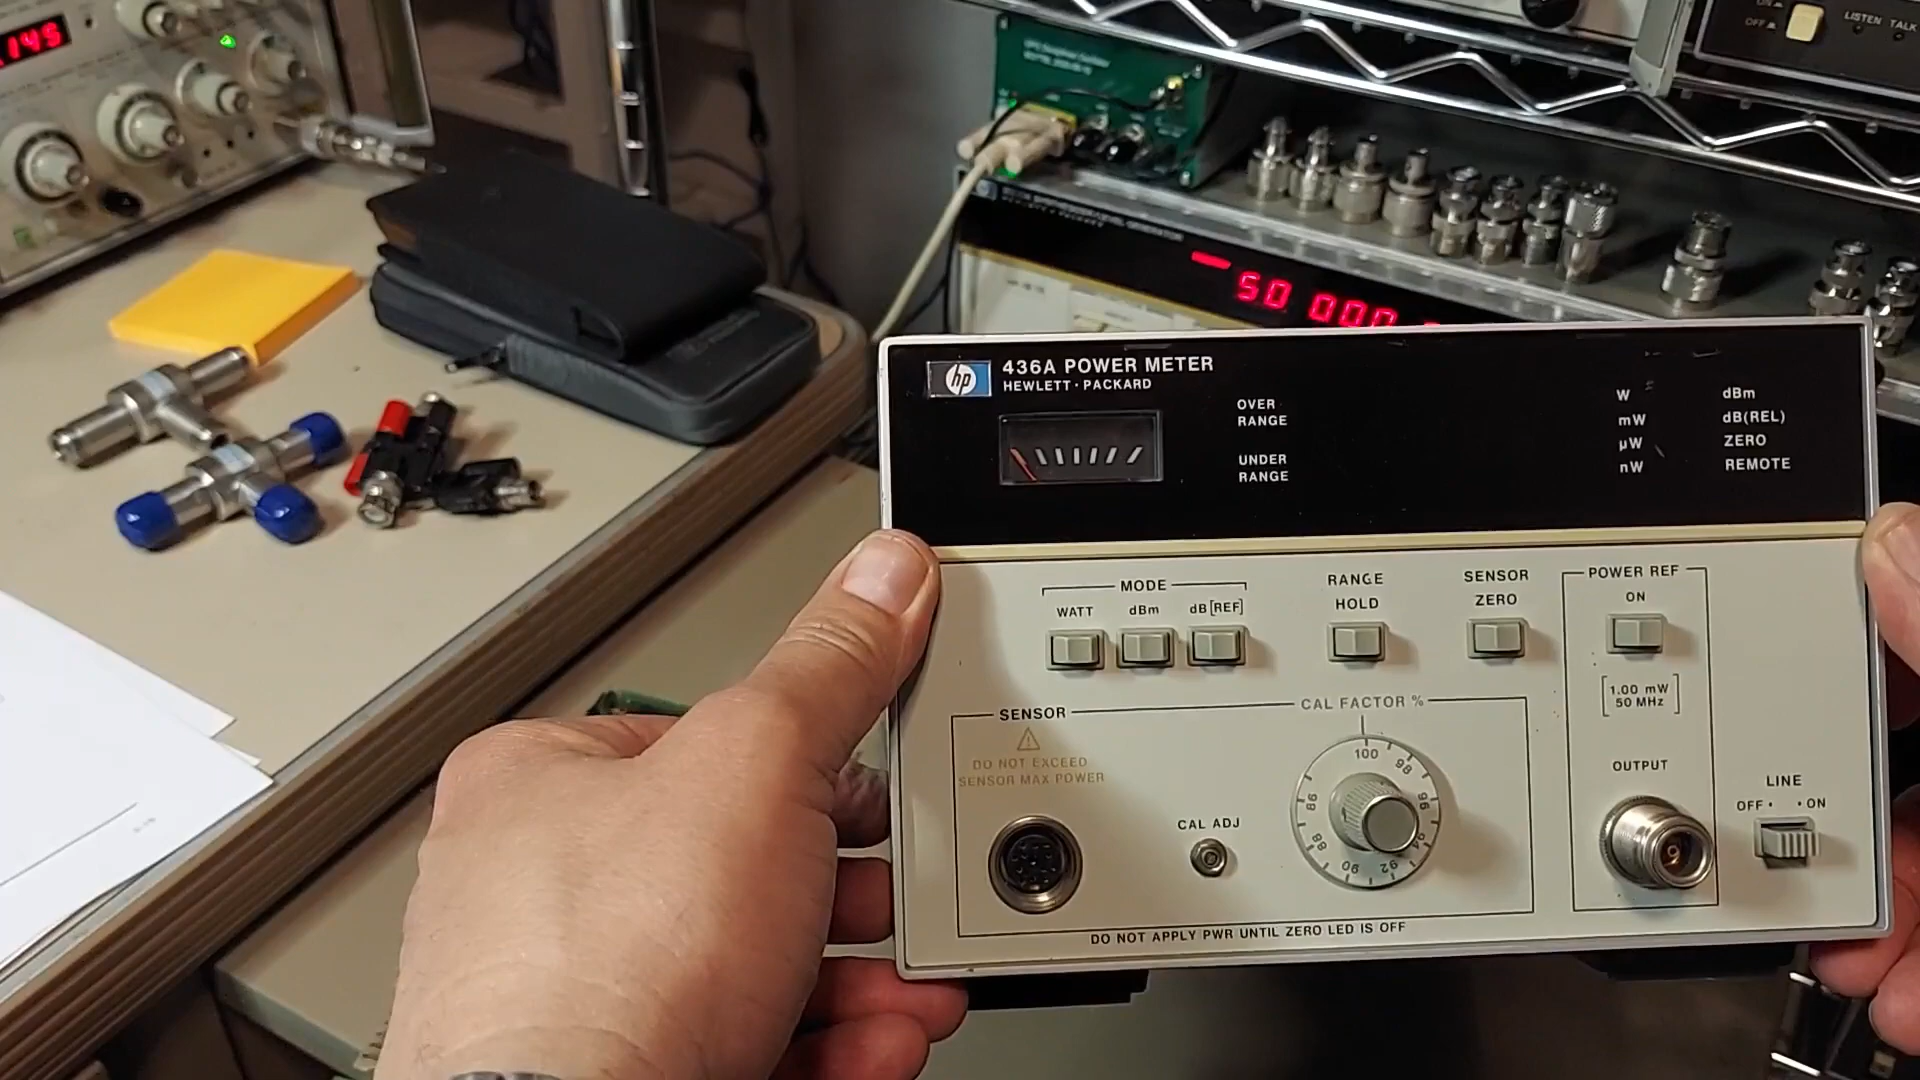 .145
ON
OFF
LISTEN TALK
50 000
hp
436A POWER METER
HEWLETT · PACKARD
OVER
RANGE
UNDER
RANGE
W
mW
µW
nW
dBm
dB(REL)
ZERO
REMOTE
MODE
WATT
dBm
dB [REF]
RANGE
HOLD
SENSOR
ZERO
POWER REF
ON
1.00 mW
50 MHz
SENSOR
DO NOT EXCEED
SENSOR MAX POWER
CAL ADJ
CAL FACTOR %
100
98
96
94
92
90
88
86
OUTPUT
LINE
OFF · · ON
DO NOT APPLY PWR UNTIL ZERO LED IS OFF